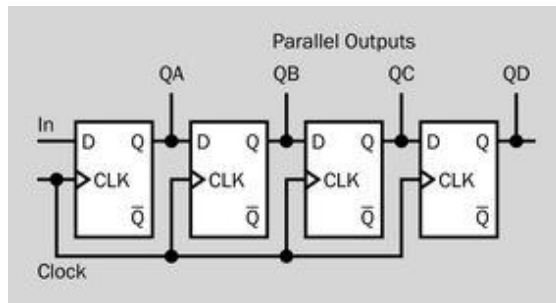 Parallel Outputs
QA QB QC QD
In
D Q D Q D Q D Q
CLK CLK CLK CLK
Q̅ Q̅ Q̅ Q̅
Clock